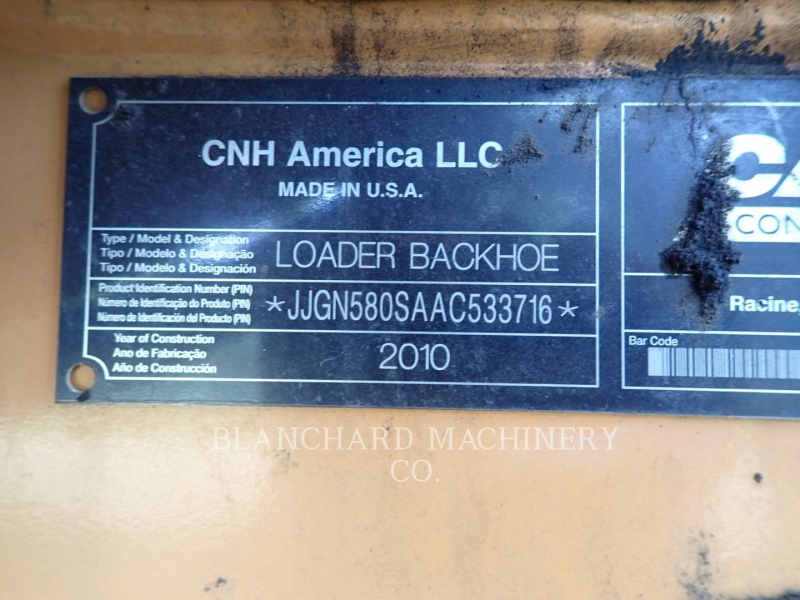 CNH America LLC
MADE IN U.S.A.
Type / Model & Designation
Tipo / Modelo & Designação
Tipo / Modelo & Designación
LOADER BACKHOE
Product Identification Number (PIN)
Número de Identificação do Produto (PIN)
Número de Identificación del Producto (PIN)
*JJGN580SAAC533716*
Year of Construction
Ano de Fabricação
Año de Construcción
2010
CA
CON
Racine,
Bar Code
BLANCHARD MACHINERY
CO.